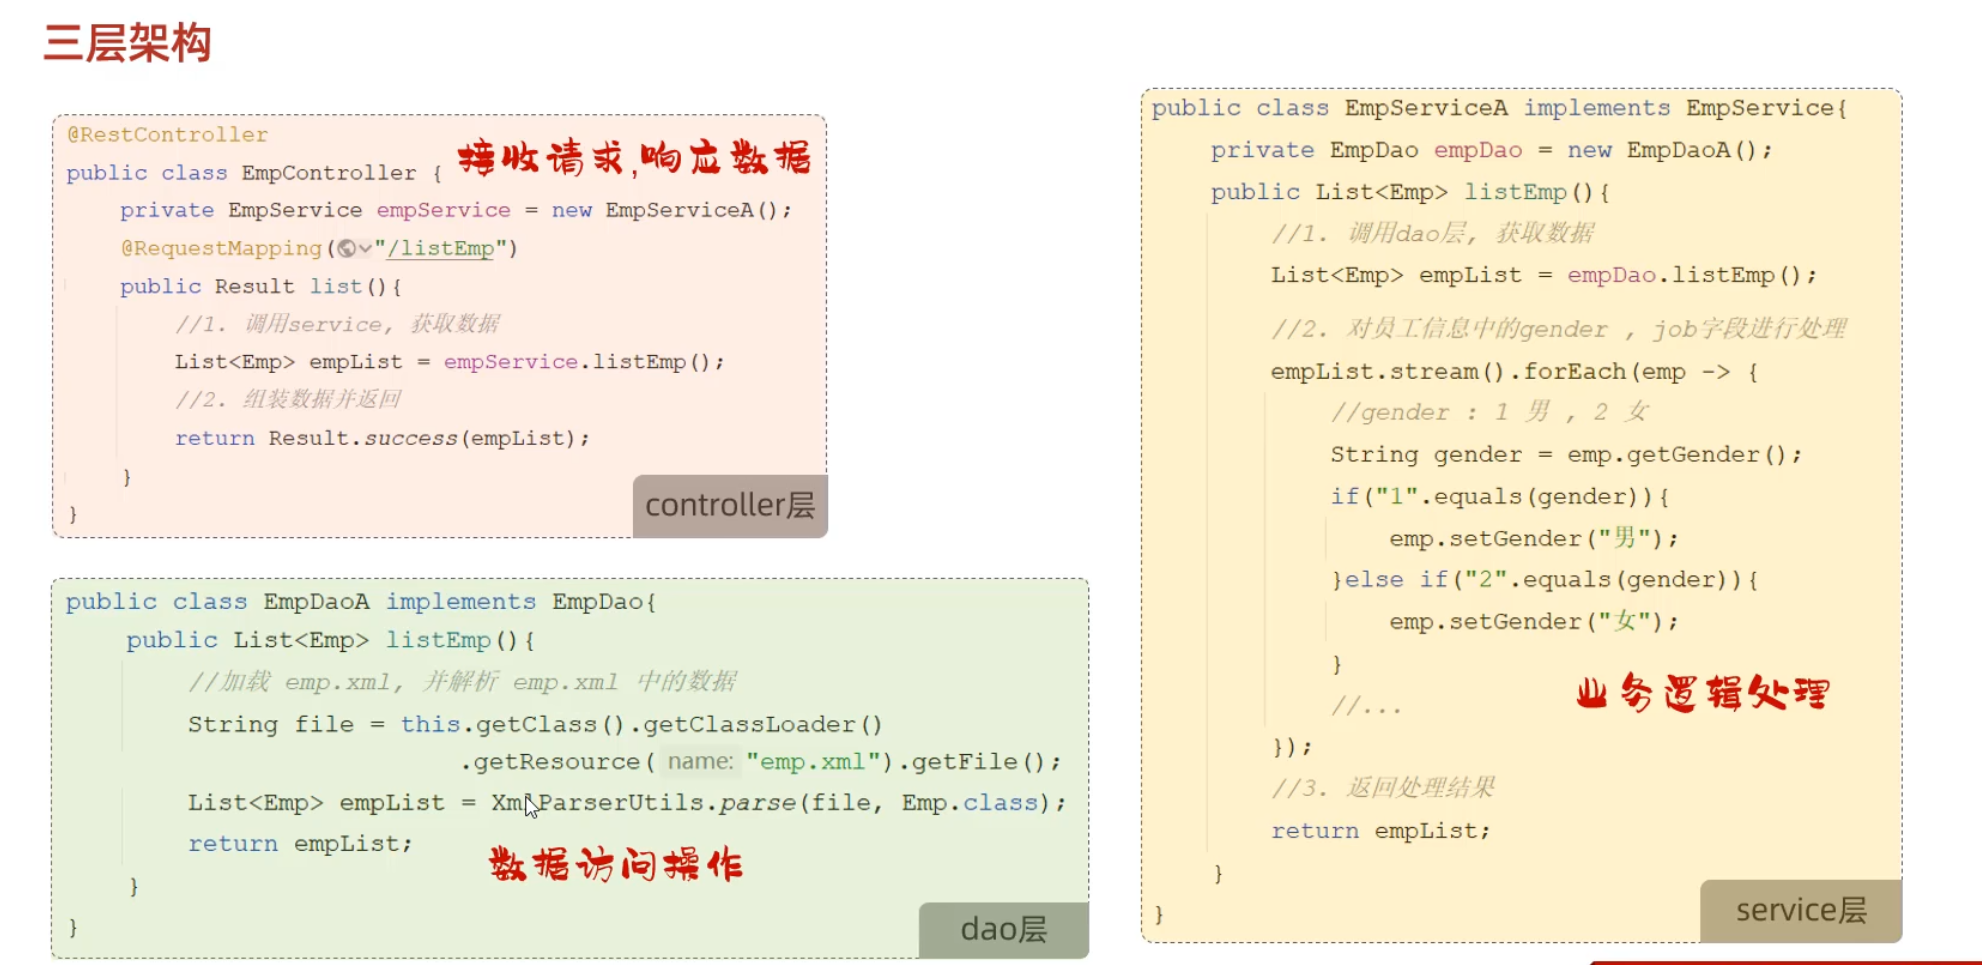 三层架构
@RestController
接收请求,响应数据
public class EmpController {
private EmpService empService = new EmpServiceA();
@RequestMapping("/listEmp")
public Result list(){
//1. 调用service, 获取数据
List<Emp> empList = empService.listEmp();
//2. 组装数据并返回
return Result.success(empList);
}
}
controller层
public class EmpDaoA implements EmpDao{
public List<Emp> listEmp(){
//加载 emp.xml, 并解析 emp.xml 中的数据
String file = this.getClass().getClassLoader()
.getResource( name: "emp.xml").getFile();
List<Emp> empList = XmlParserUtils.parse(file, Emp.class);
return empList;
数据访问操作
}
}
dao层
public class EmpServiceA implements EmpService{
private EmpDao empDao = new EmpDaoA();
public List<Emp> listEmp(){
//1. 调用dao层, 获取数据
List<Emp> empList = empDao.listEmp();
//2. 对员工信息中的gender , job字段进行处理
empList.stream().forEach(emp -> {
//gender : 1 男 , 2 女
String gender = emp.getGender();
if("1".equals(gender)){
emp.setGender("男");
}else if("2".equals(gender)){
emp.setGender("女");
}
业务逻辑处理
//...
});
//3. 返回处理结果
return empList;
}
}
service层